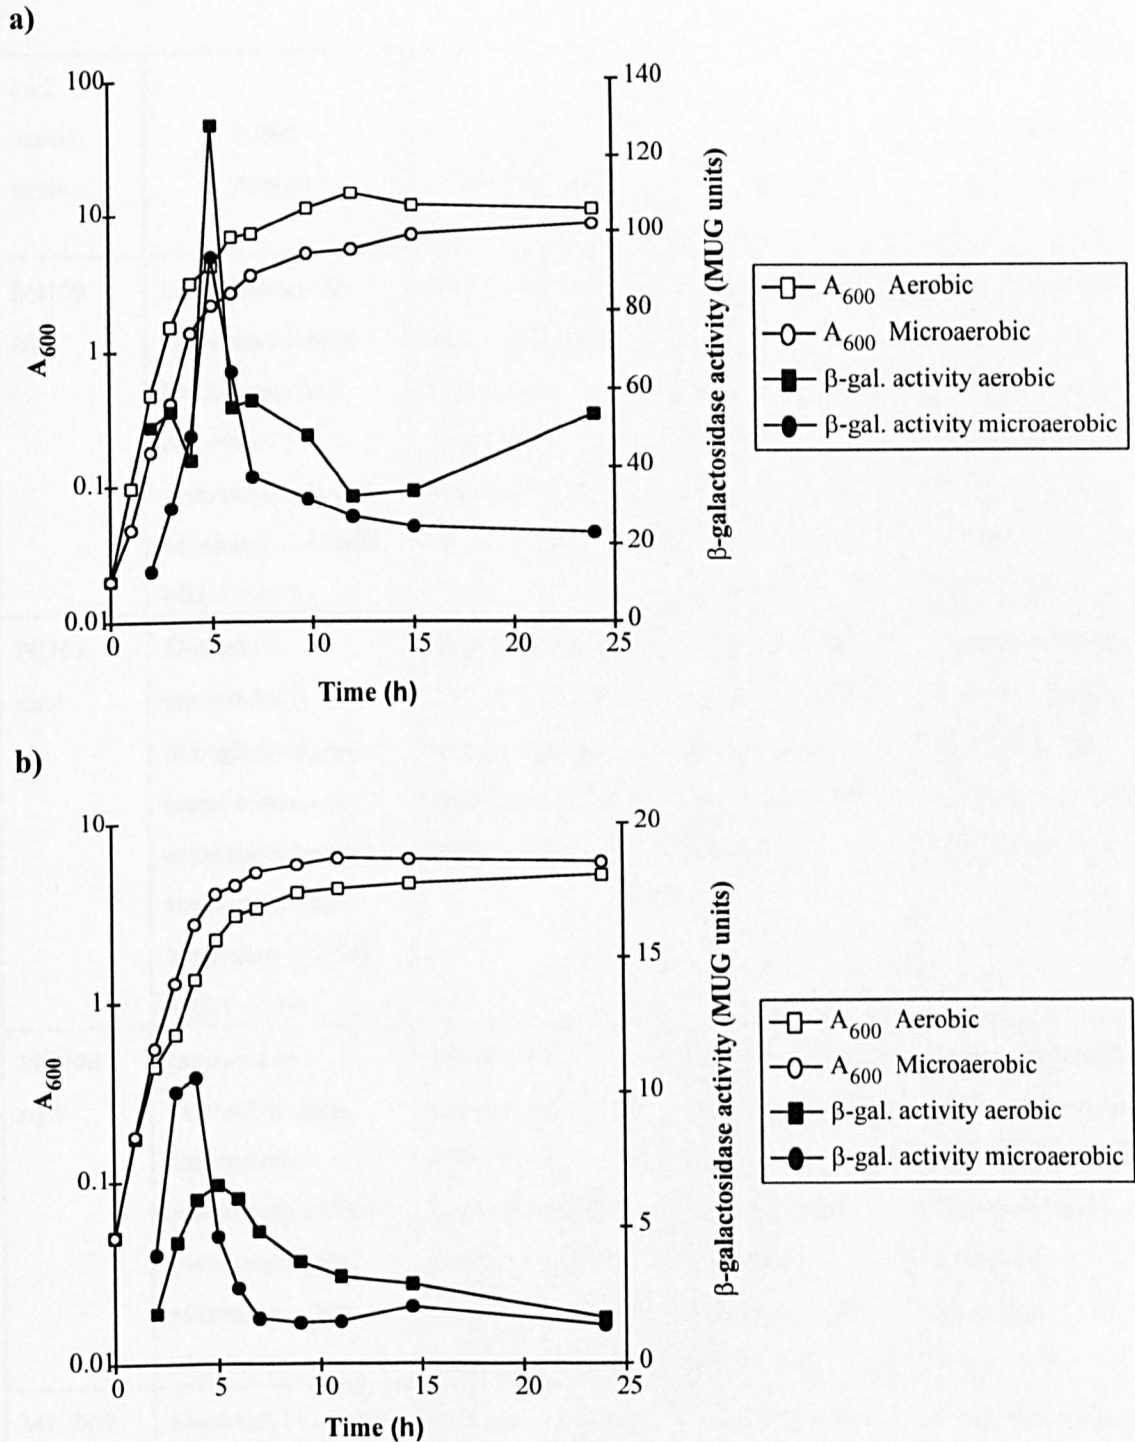 a)
100
10
1
0.1
0.01
A600
140
120
100
80
60
40
20
0
β-galactosidase activity (MUG units)
0 5 10 15 20 25
Time (h)
A600 Aerobic
A600 Microaerobic
β-gal. activity aerobic
β-gal. activity microaerobic
b)
10
1
0.1
0.01
A600
20
15
10
5
0
β-galactosidase activity (MUG units)
0 5 10 15 20 25
Time (h)
A600 Aerobic
A600 Microaerobic
β-gal. activity aerobic
β-gal. activity microaerobic